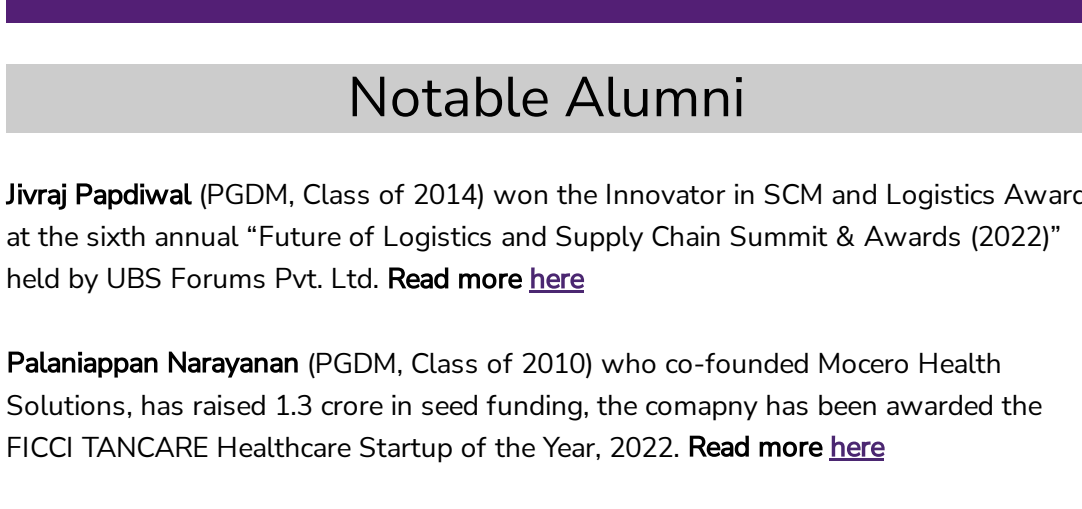 Notable Alumni
Jivraj Papdiwal (PGDM, Class of 2014) won the Innovator in SCM and Logistics Award
at the sixth annual “Future of Logistics and Supply Chain Summit & Awards (2022)”
held by UBS Forums Pvt. Ltd. Read more here
Palaniappan Narayanan (PGDM, Class of 2010) who co-founded Mocero Health
Solutions, has raised 1.3 crore in seed funding, the comapny has been awarded the
FICCI TANCARE Healthcare Startup of the Year, 2022. Read more here